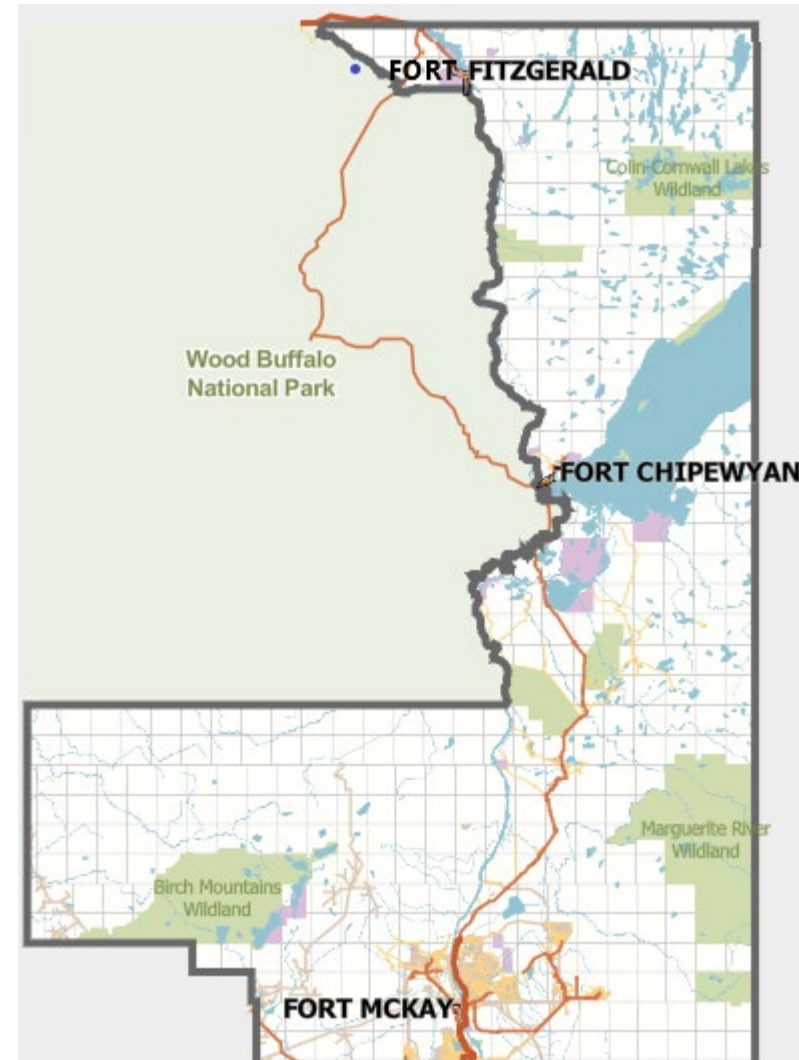 FORT FITZGERALD
Colin-Cornwall Lakes
Wildland
Wood Buffalo
National Park
FORT CHIPEWYAN
Marguerite River
Wildland
Birch Mountains
Wildland
FORT MCKAY